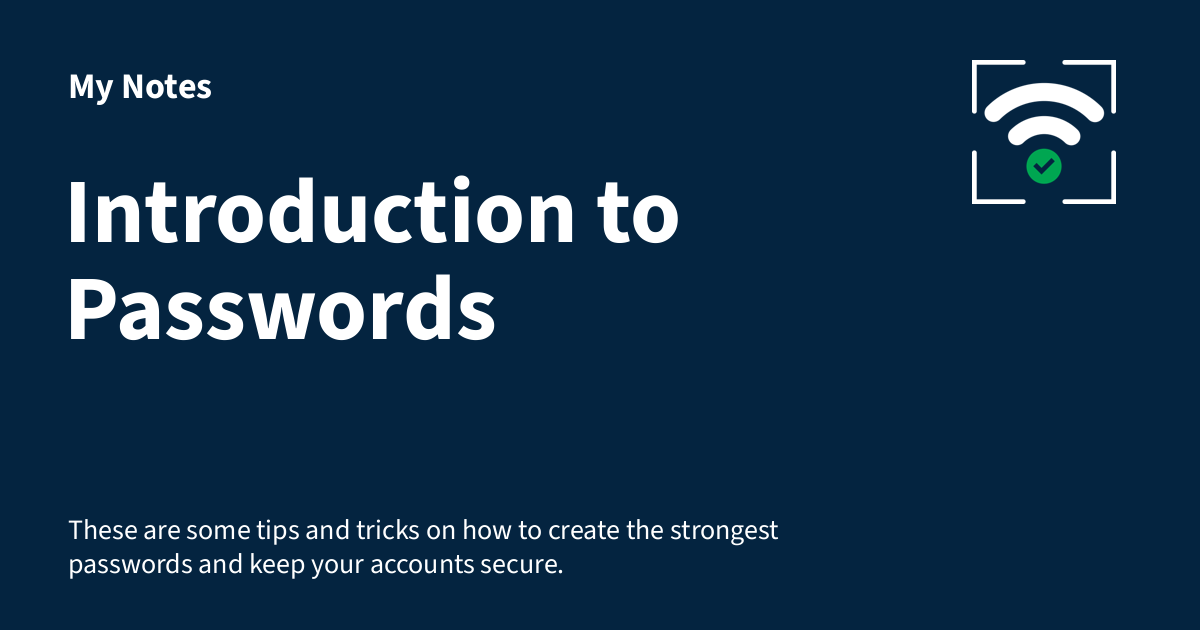 My Notes
Introduction to
Passwords
These are some tips and tricks on how to create the strongest
passwords and keep your accounts secure.